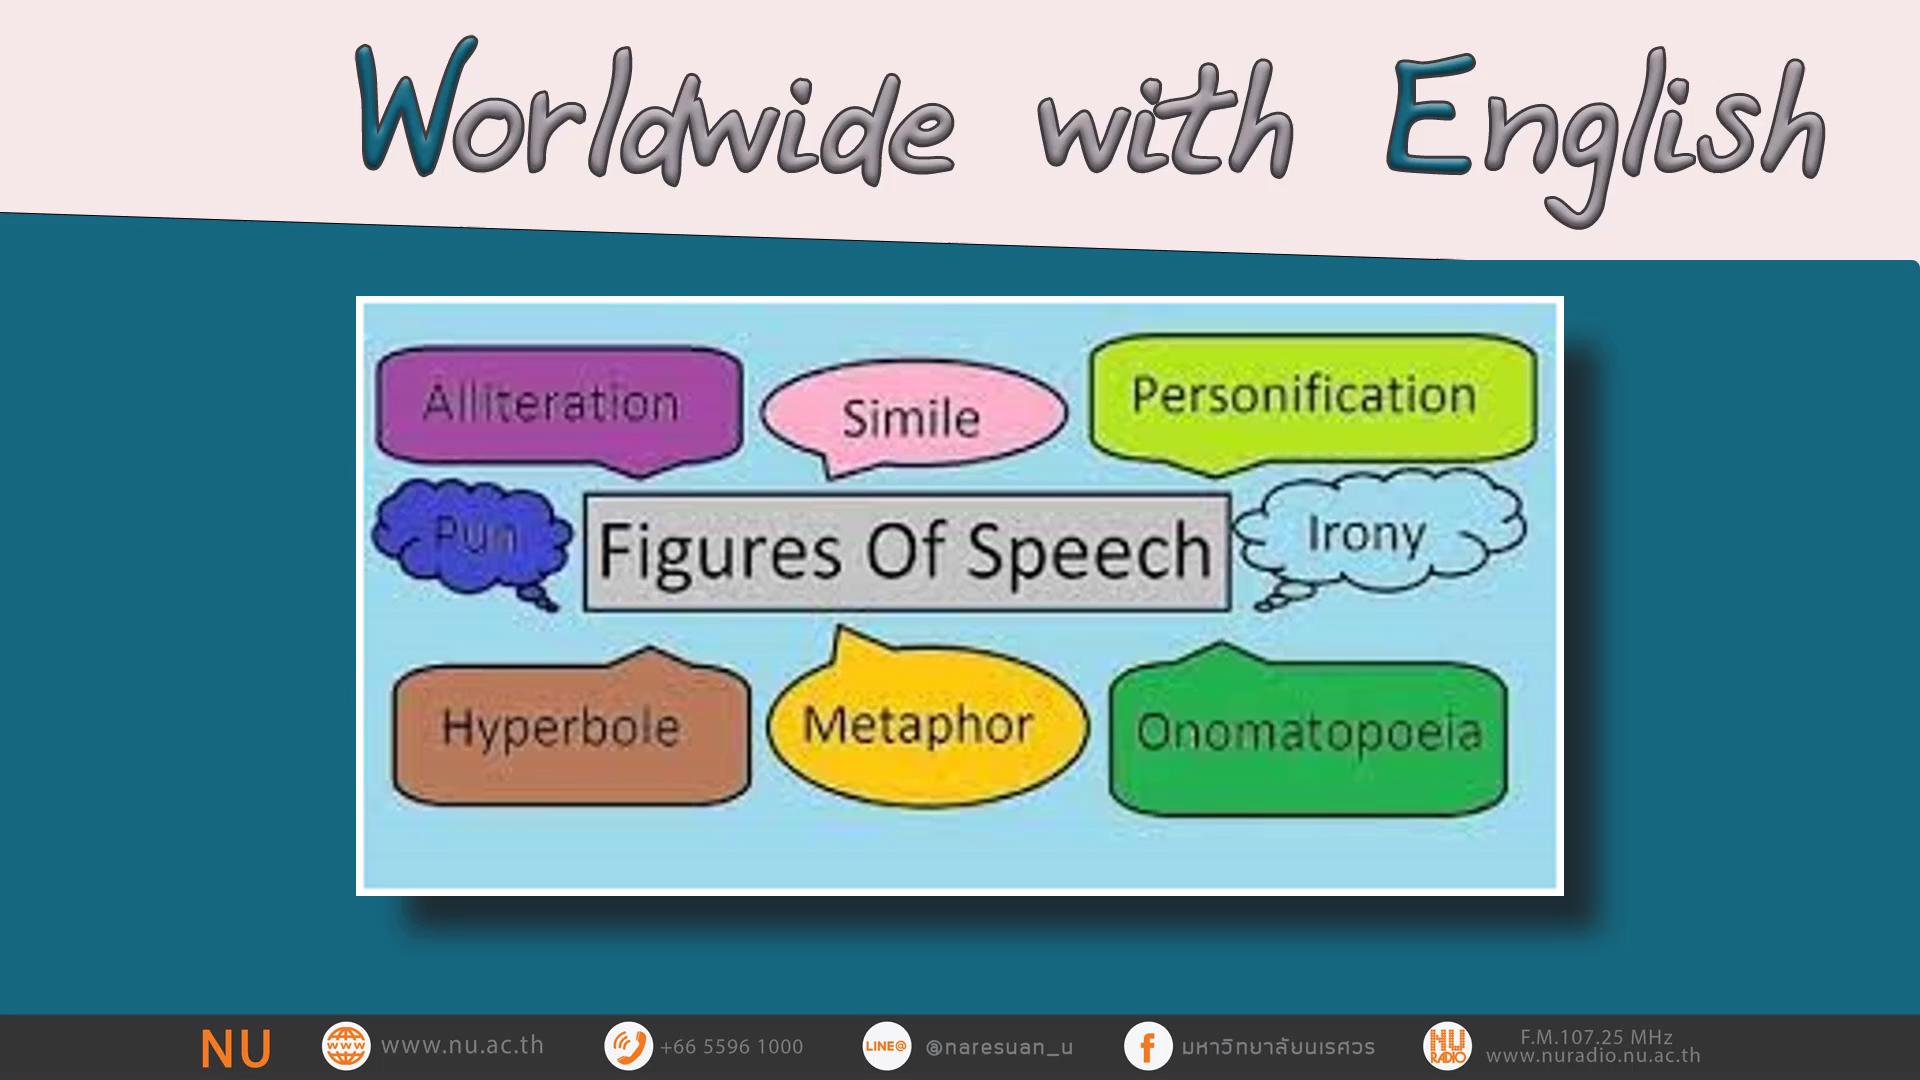 Worldwide with English
Alliteration
Simile
Personification
Pun
Figures Of Speech
Irony
Hyperbole
Metaphor
Onomatopoeia
NU
www
www.nu.ac.th
+66 5596 1000
LINE@
@naresuan_u
f
มหาวิทยาลัยนเรศวร
NU
RADIO
F.M.107.25 MHz
www.nuradio.nu.ac.th